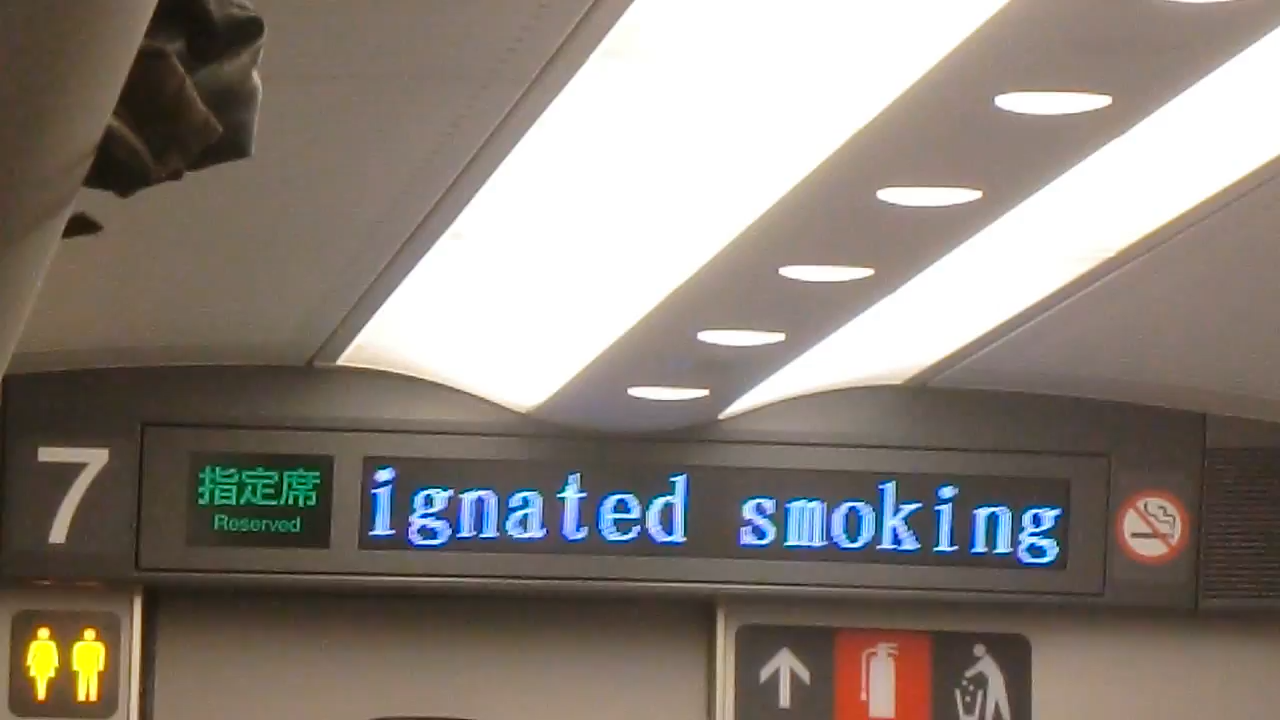 7
指定席
Reserved
ignated smoking